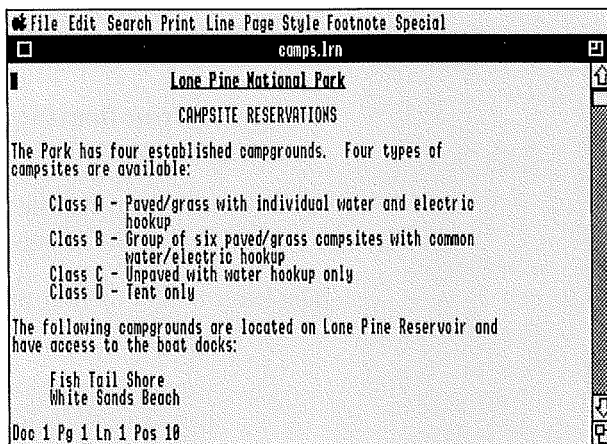 File Edit Search Print Line Page Style Footnote Special
camps.lrn
Lone Pine National Park
CAMPSITE RESERVATIONS
The Park has four established campgrounds. Four types of
campsites are available:
Class A - Paved/grass with individual water and electric
hookup
Class B - Group of six paved/grass campsites with common
water/electric hookup
Class C - Unpaved with water hookup only
Class D - Tent only
The following campgrounds are located on Lone Pine Reservoir and
have access to the boat docks:
Fish Tail Shore
White Sands Beach
Doc 1 Pg 1 Ln 1 Pos 10